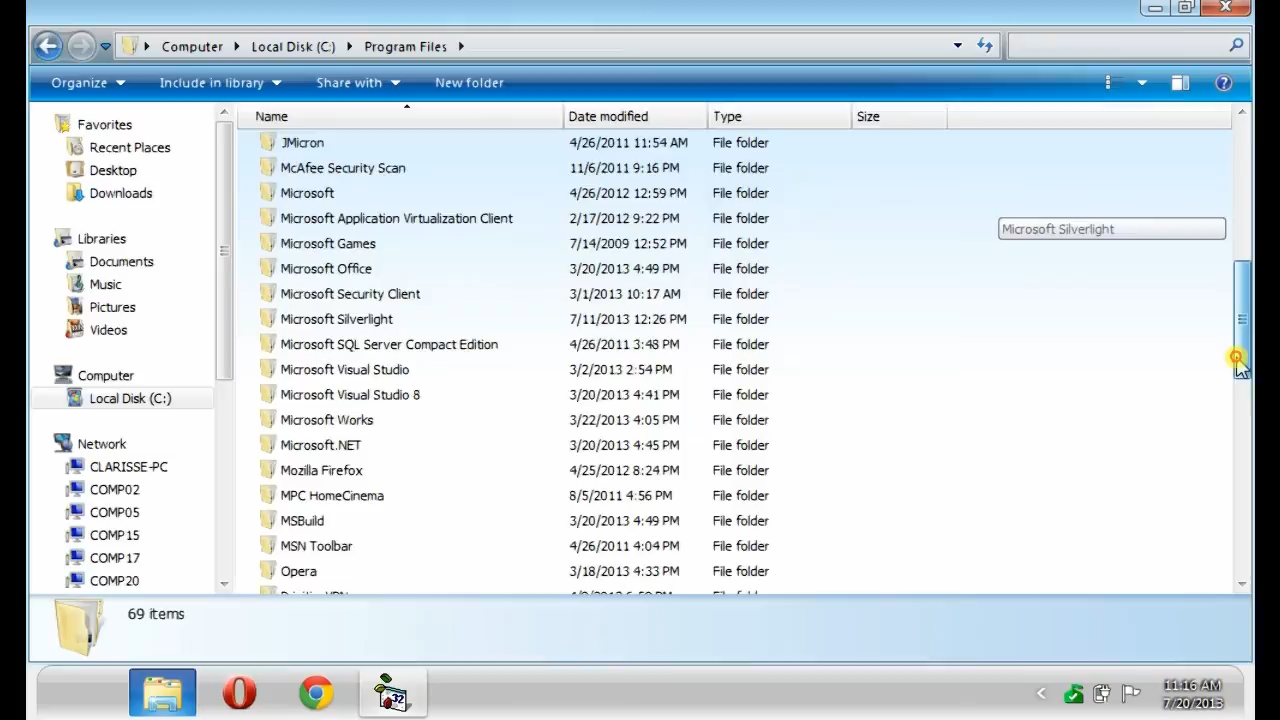 Computer Local Disk (C:) Program Files
Organize Include in library Share with New folder
Name Date modified Type Size
Favorites
Recent Places
Desktop
Downloads
Libraries
Documents
Music
Pictures
Videos
Computer
Local Disk (C:)
Network
CLARISSE-PC
COMP02
COMP05
COMP15
COMP17
COMP20
JMicron 4/26/2011 11:54 AM File folder
McAfee Security Scan 11/6/2011 9:16 PM File folder
Microsoft 4/26/2012 12:59 PM File folder
Microsoft Application Virtualization Client 2/17/2012 9:22 PM File folder
Microsoft Games 7/14/2009 12:52 PM File folder
Microsoft Office 3/20/2013 4:49 PM File folder
Microsoft Security Client 3/1/2013 10:17 AM File folder
Microsoft Silverlight 7/11/2013 12:26 PM File folder
Microsoft SQL Server Compact Edition 4/26/2011 3:48 PM File folder
Microsoft Visual Studio 3/2/2013 2:54 PM File folder
Microsoft Visual Studio 8 3/20/2013 4:41 PM File folder
Microsoft Works 3/22/2013 4:05 PM File folder
Microsoft.NET 3/20/2013 4:45 PM File folder
Mozilla Firefox 4/25/2012 8:24 PM File folder
MPC HomeCinema 8/5/2011 4:56 PM File folder
MSBuild 3/20/2013 4:49 PM File folder
MSN Toolbar 4/26/2011 4:04 PM File folder
Opera 3/18/2013 4:33 PM File folder
Microsoft Silverlight
69 items
32
11:16 AM
7/20/2013